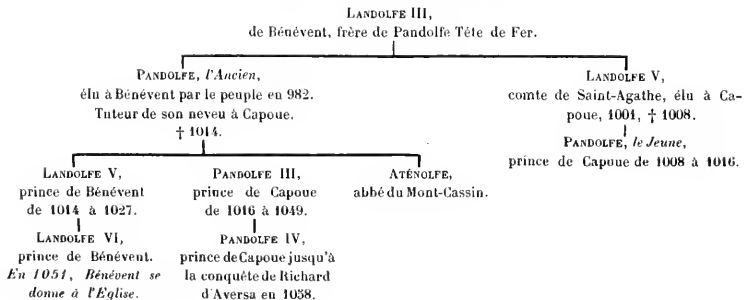 LANDOLFE III,
de Bénévent, frère de Pandolfe Téte de Fer.
PANDOLFE, l'Ancien,
élu à Bénévent par le peuple en 982.
Tuteur de son neveu à Capoue.
† 1014.
LANDOLFE V,
comte de Saint-Agathe, élu à Ca-
poue, 1001, † 1008.
PANDOLFE, le Jeune,
prince de Capoue de 1008 à 1016.
LANDOLFE V,
prince de Bénévent
de 1014 à 1027.
LANDOLFE VI,
prince de Bénévent.
En 1051, Bénévent se
donne à l'Eglise.
PANDOLFE III,
prince de Capoue
de 1016 à 1049.
PANDOLFE IV,
prince de Capoue jusqu'à
la conquête de Richard
d'Aversa en 1058.
ATÉNOLFE,
abbé du Mont-Cassin.